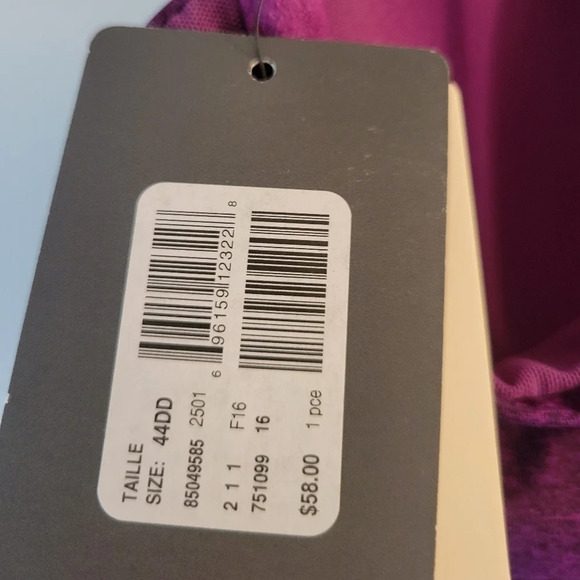 6 96159 12322 8
TAILLE
SIZE: 44DD
85049585 2501
2 1 1 F16
751099 16
$58.00 1 pce